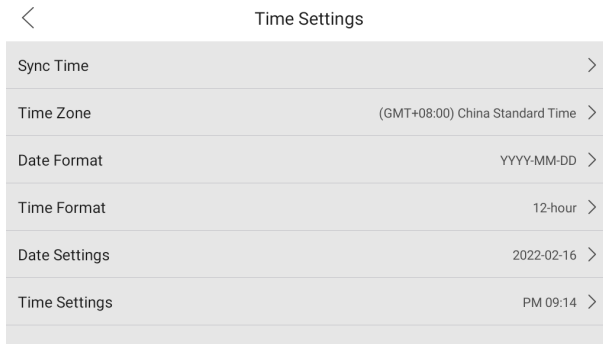 Time Settings
Sync Time
Time Zone (GMT+08:00) China Standard Time
Date Format YYYY-MM-DD
Time Format 12-hour
Date Settings 2022-02-16
Time Settings PM 09:14